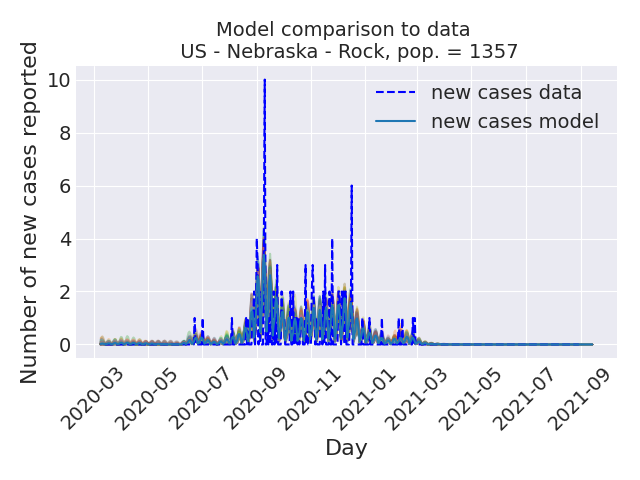 Model comparison to data
US - Nebraska - Rock, pop. = 1357
new cases data
new cases model
Number of new cases reported
10
8
6
4
2
0
2020-03
2020-05
2020-07
2020-09
2020-11
2021-01
2021-03
2021-05
2021-07
2021-09
Day